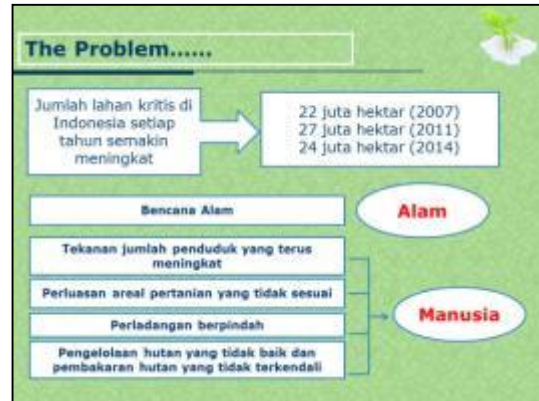 The Problem......
Jumlah lahan kritis di
Indonesia setiap
tahun semakin
meningkat
22 juta hektar (2007)
27 juta hektar (2011)
24 juta hektar (2014)
Bencana Alam
Alam
Tekanan jumlah penduduk yang terus
meningkat
Perluasan areal pertanian yang tidak sesuai
Perladangan berpindah
Pengelolaan hutan yang tidak baik dan
pembakaran hutan yang tidak terkendali
Manusia